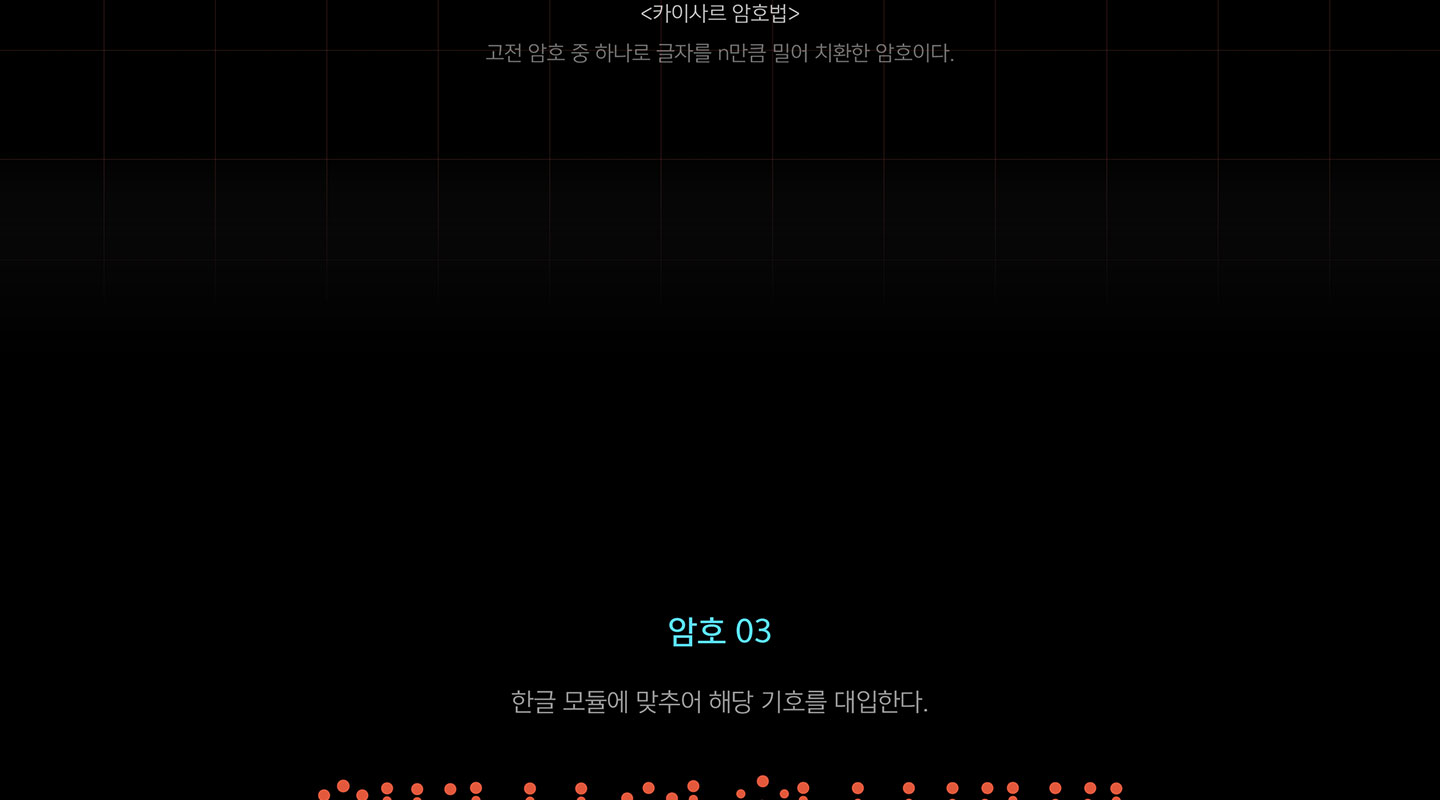 <카이사르 암호법>
고전 암호 중 하나로 글자를 n만큼 밀어 치환한 암호이다.
암호 03
한글 모듈에 맞추어 해당 기호를 대입한다.